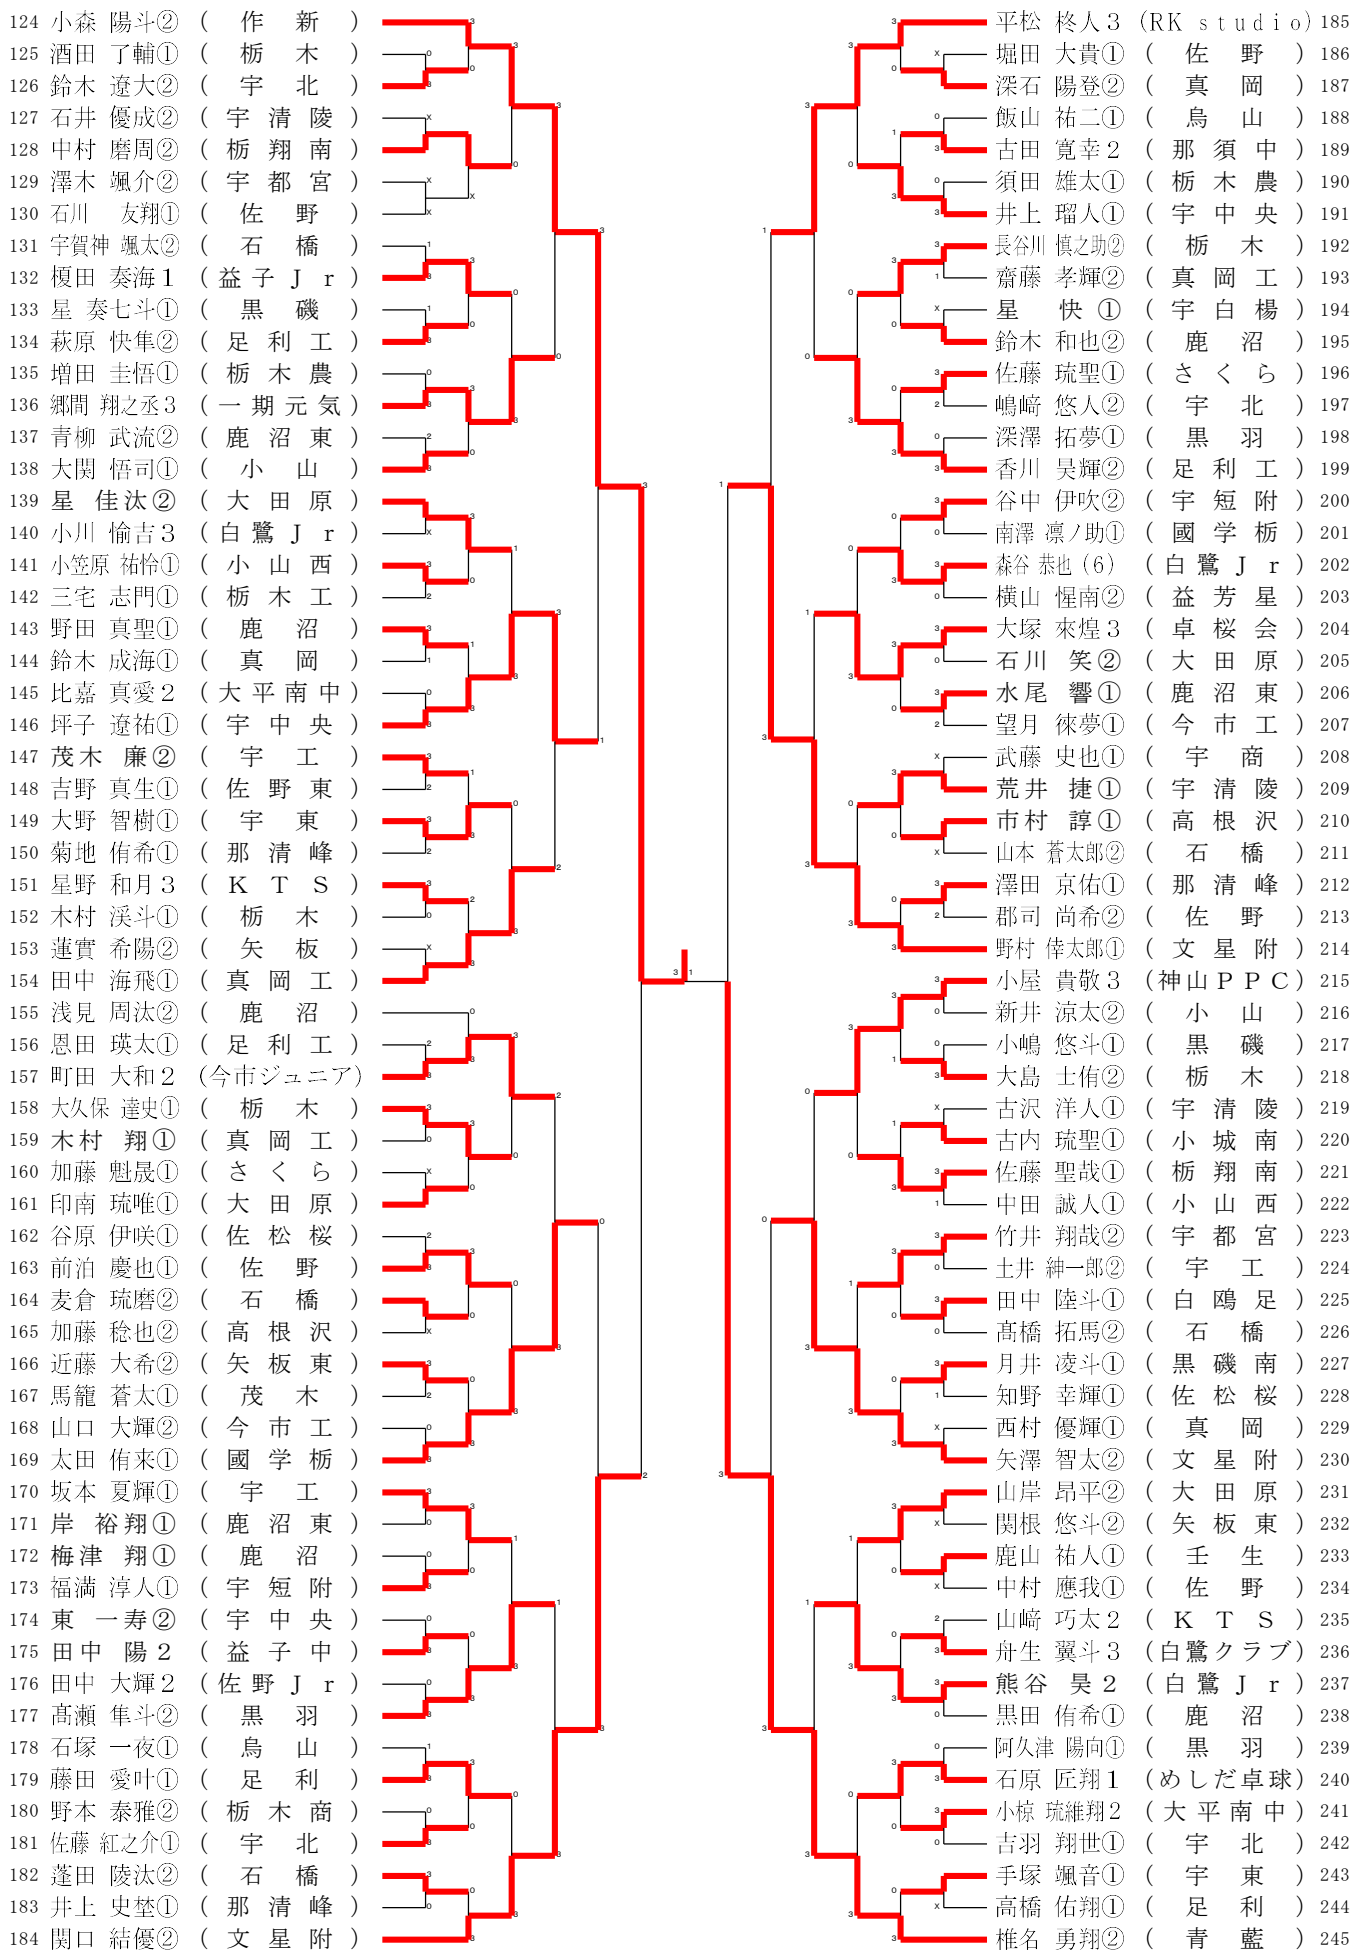 124 小森 陽斗② ( 作 新 )
125 酒田 了輔① ( 栃 木 )
126 鈴木 遼大② ( 宇 北 )
127 石井 優成② ( 宇 清 陵 )
128 中村 磨周② ( 栃 翔 南 )
129 澤木 颯介② ( 宇 都 宮 )
130 石川 友翔① ( 佐 野 )
131 宇賀神 颯太② ( 石 橋 )
132 榎田 奏海1 ( 益 子 J r )
133 星 奏七斗① ( 黒 磯 )
134 萩原 快隼② ( 足 利 工 )
135 増田 圭悟① ( 栃 木 農 )
136 郷間 翔之丞3 ( 一 期 元 気 )
137 青柳 武流② ( 鹿 沼 東 )
138 大関 悟司① ( 小 山 )
139 星 佳汰② ( 大 田 原 )
140 小川 愉吉3 ( 白 鷺 J r )
141 小笠原 祐怜① ( 小 山 西 )
142 三宅 志門① ( 栃 木 工 )
143 野田 真聖① ( 鹿 沼 )
144 鈴木 成海① ( 真 岡 )
145 比嘉 真愛2 ( 大 平 南 中 )
146 坪子 遼祐① ( 宇 中 央 )
147 茂木 廉② ( 宇 工 )
148 吉野 真生① ( 佐 野 東 )
149 大野 智樹① ( 宇 東 )
150 菊地 侑希① ( 那 清 峰 )
151 星野 和月3 ( K T S )
152 木村 渓斗① ( 栃 木 )
153 蓮實 希陽② ( 矢 板 )
154 田中 海飛① ( 真 岡 工 )
155 浅見 周汰② ( 鹿 沼 )
156 恩田 瑛太① ( 足 利 工 )
157 町田 大和2 (今市ジュニア)
158 大久保 達史① ( 栃 木 )
159 木村 翔① ( 真 岡 工 )
160 加藤 魁晟① ( さ く ら )
161 印南 琉唯① ( 大 田 原 )
162 谷原 伊咲① ( 佐 松 桜 )
163 前泊 慶也① ( 佐 野 )
164 麦倉 琉磨② ( 石 橋 )
165 加藤 稔也② ( 高 根 沢 )
166 近藤 大希② ( 矢 板 東 )
167 馬籠 蒼太① ( 茂 木 )
168 山口 大輝② ( 今 市 工 )
169 太田 侑来① ( 國 学 栃 )
170 坂本 夏輝① ( 宇 工 )
171 岸 裕翔① ( 鹿 沼 東 )
172 梅津 翔① ( 鹿 沼 )
173 福満 淳人① ( 宇 短 附 )
174 東 一寿② ( 宇 中 央 )
175 田中 陽2 ( 益 子 中 )
176 田中 大輝2 ( 佐 野 J r )
177 髙瀬 隼斗② ( 黒 羽 )
178 石塚 一夜① ( 烏 山 )
179 藤田 愛叶① ( 足 利 )
180 野本 泰雅② ( 栃 木 商 )
181 佐藤 紅之介① ( 宇 北 )
182 蓬田 陵汰② ( 石 橋 )
183 井上 史埜① ( 那 清 峰 )
184 関口 結優② ( 文 星 附 )
平松 柊人3 (RK studio) 185
堀田 大貴① ( 佐 野 ) 186
深石 陽登② ( 真 岡 ) 187
飯山 祐二① ( 烏 山 ) 188
古田 寛幸2 ( 那 須 中 ) 189
須田 雄太① ( 栃 木 農 ) 190
井上 瑠人① ( 宇 中 央 ) 191
長谷川 慎之助② ( 栃 木 ) 192
齋藤 孝輝② ( 真 岡 工 ) 193
星 快① ( 宇 白 楊 ) 194
鈴木 和也② ( 鹿 沼 ) 195
佐藤 琉聖① ( さ く ら ) 196
嶋﨑 悠人② ( 宇 北 ) 197
深澤 拓夢① ( 黒 羽 ) 198
香川 昊輝② ( 足 利 工 ) 199
谷中 伊吹② ( 宇 短 附 ) 200
南澤 凛ノ助① ( 國 学 栃 ) 201
森谷 恭也(6) ( 白 鷺 J r ) 202
横山 惺南② ( 益 芳 星 ) 203
大塚 來煌3 ( 卓 桜 会 ) 204
石川 笑② ( 大 田 原 ) 205
水尾 響① ( 鹿 沼 東 ) 206
望月 徠夢① ( 今 市 工 ) 207
武藤 史也① ( 宇 商 ) 208
荒井 捷① ( 宇 清 陵 ) 209
市村 諄① ( 高 根 沢 ) 210
山本 蒼太郎② ( 石 橋 ) 211
澤田 京佑① ( 那 清 峰 ) 212
郡司 尚希② ( 佐 野 ) 213
野村 倖太郎① ( 文 星 附 ) 214
小屋 貴敬3 (神山PPC) 215
新井 涼太② ( 小 山 ) 216
小嶋 悠斗① ( 黒 磯 ) 217
大島 士侑② ( 栃 木 ) 218
古沢 洋人① ( 宇 清 陵 ) 219
古内 琉聖① ( 小 城 南 ) 220
佐藤 聖哉① ( 栃 翔 南 ) 221
中田 誠人① ( 小 山 西 ) 222
竹井 翔哉② ( 宇 都 宮 ) 223
土井 紳一郎② ( 宇 工 ) 224
田中 陸斗① ( 白 鴎 足 ) 225
髙橋 拓馬② ( 石 橋 ) 226
月井 凌斗① ( 黒 磯 南 ) 227
知野 幸輝① ( 佐 松 桜 ) 228
西村 優輝① ( 真 岡 ) 229
矢澤 智太② ( 文 星 附 ) 230
山岸 昂平② ( 大 田 原 ) 231
関根 悠斗② ( 矢 板 東 ) 232
鹿山 祐人① ( 壬 生 ) 233
中村 應我① ( 佐 野 ) 234
山﨑 巧太2 ( K T S ) 235
舟生 翼斗3 (白鷺クラブ) 236
熊谷 昊2 ( 白 鷺 J r ) 237
黒田 侑希① ( 鹿 沼 ) 238
阿久津 陽向① ( 黒 羽 ) 239
石原 匠翔1 (めしだ卓球) 240
小椋 琉維翔2 ( 大 平 南 中 ) 241
吉羽 翔世① ( 宇 北 ) 242
手塚 颯音① ( 宇 東 ) 243
高橋 佑翔① ( 足 利 ) 244
椎名 勇翔② ( 青 藍 ) 245